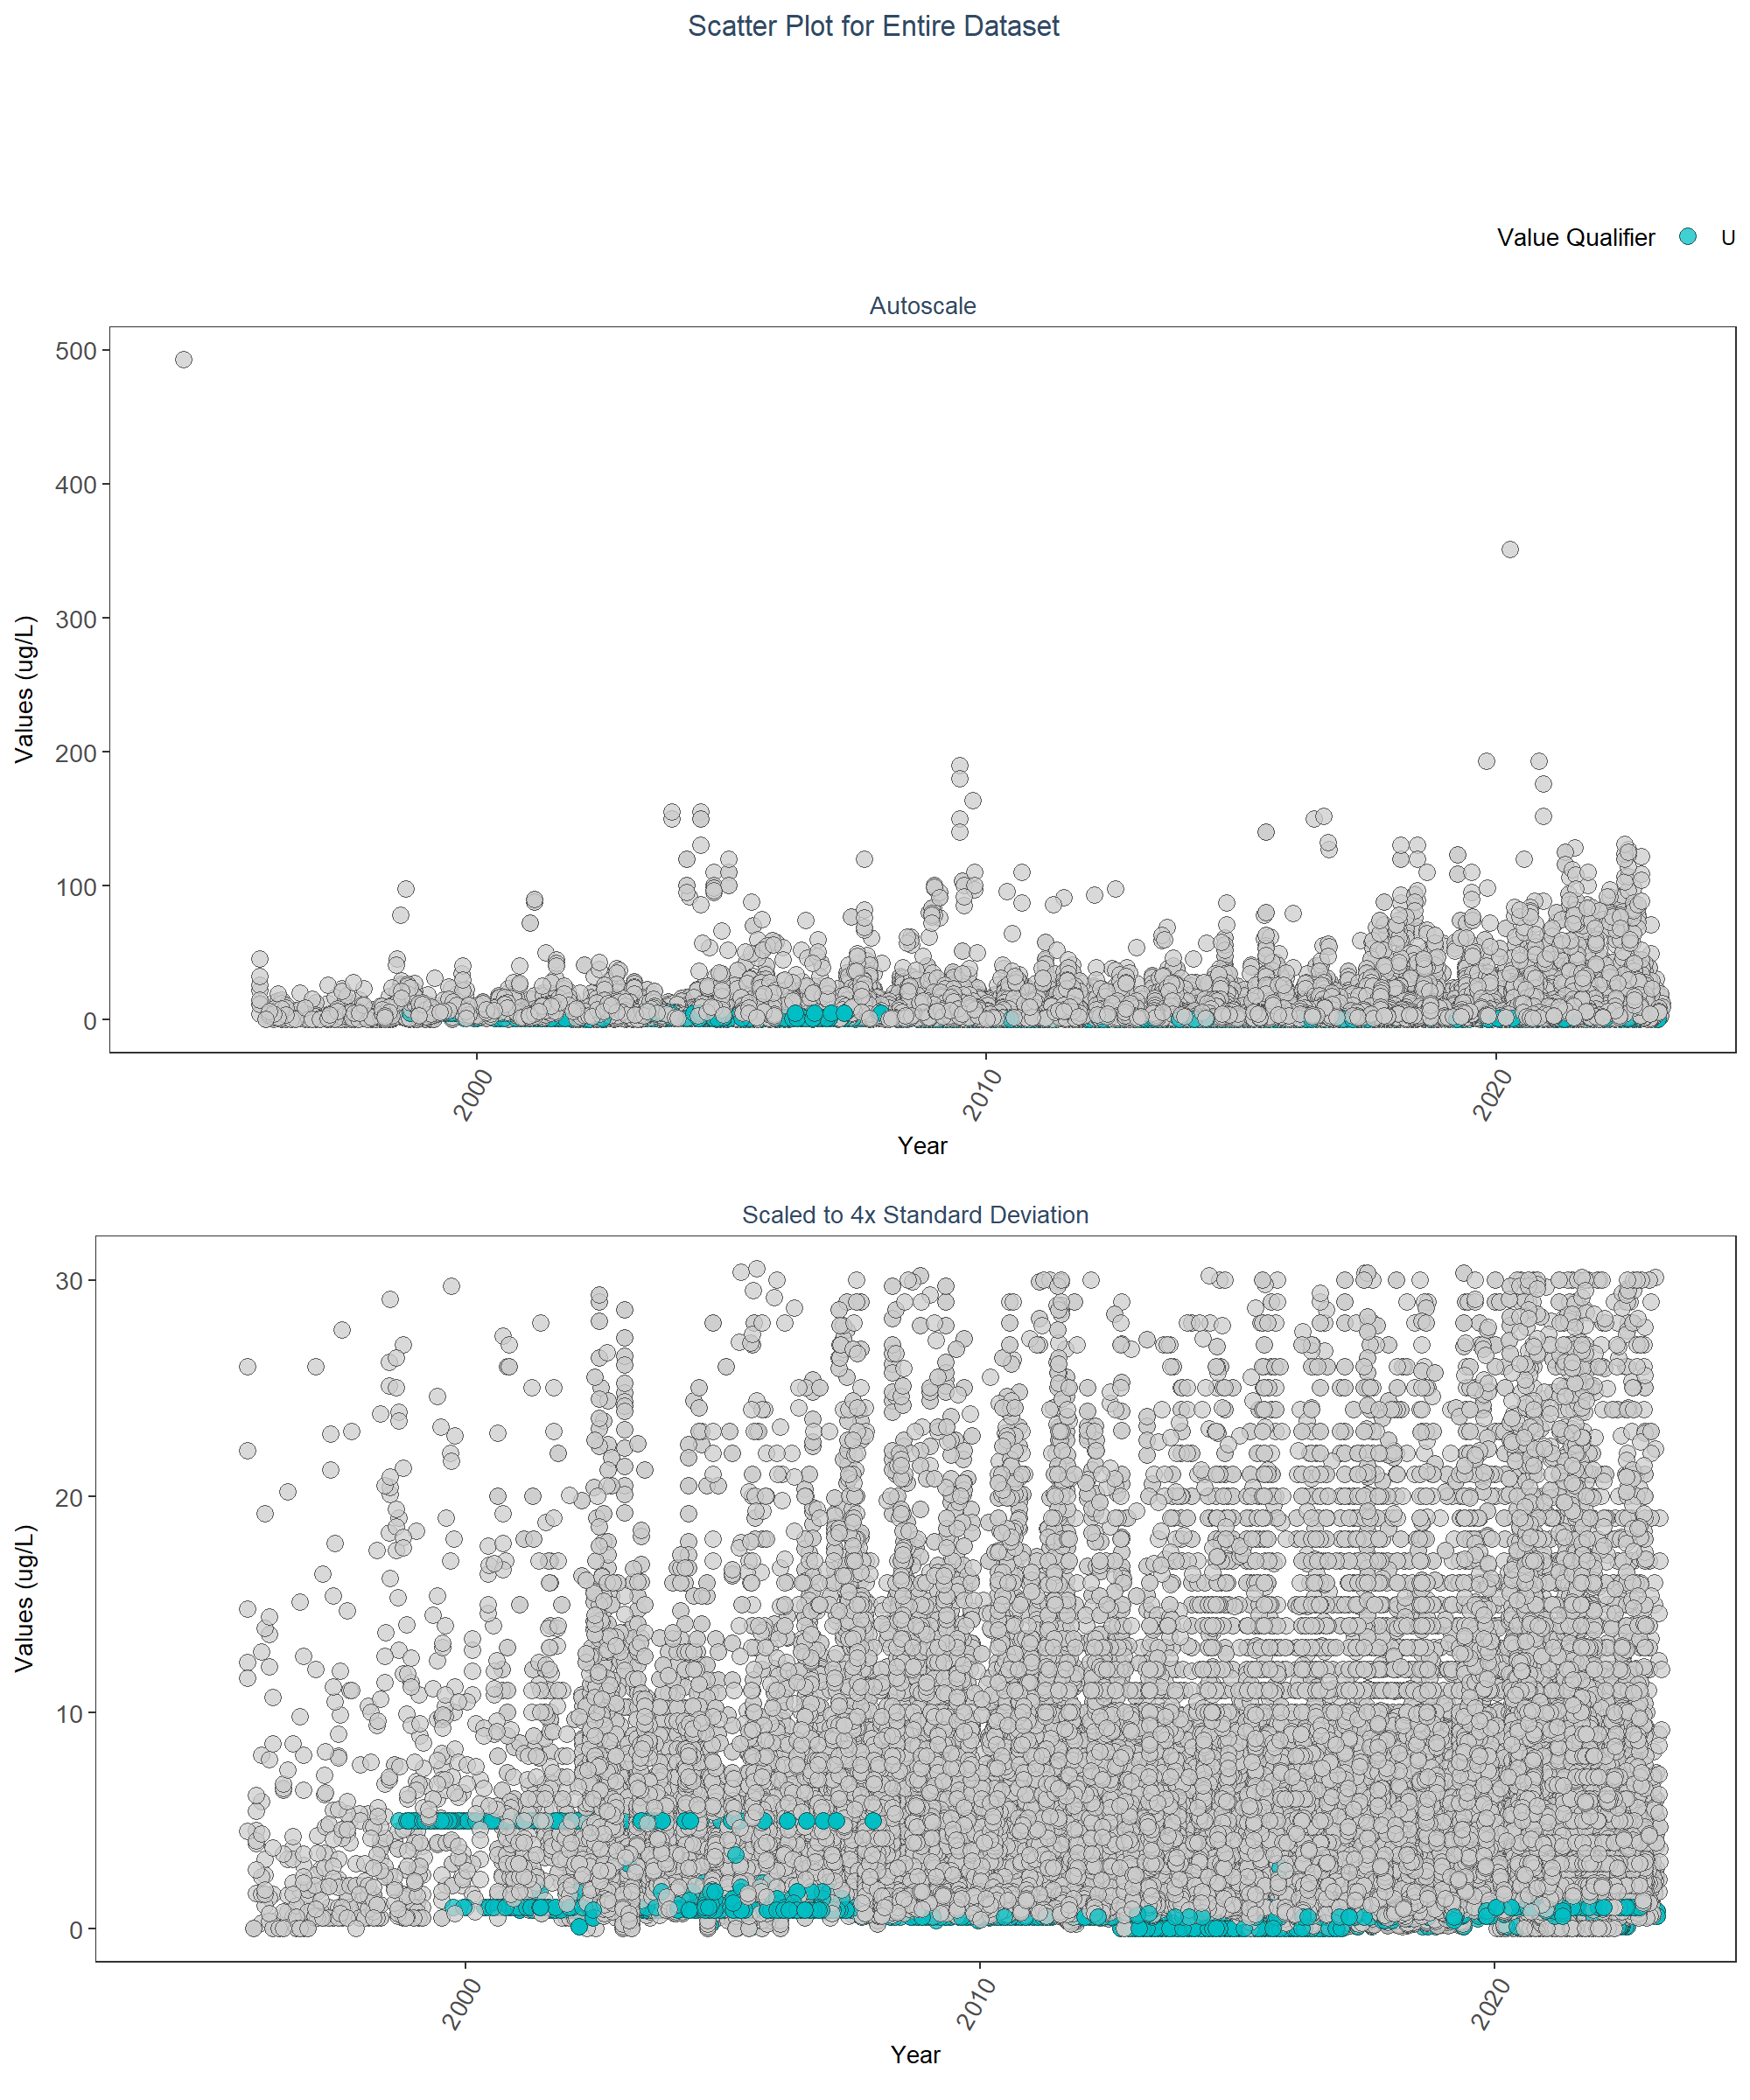 Scatter Plot for Entire Dataset
Value Qualifier U
Autoscale
500
400
300
200
100
0
Values (ug/L)
2000 2010 2020
Year
Scaled to 4x Standard Deviation
30
20
10
0
Values (ug/L)
2000 2010 2020
Year